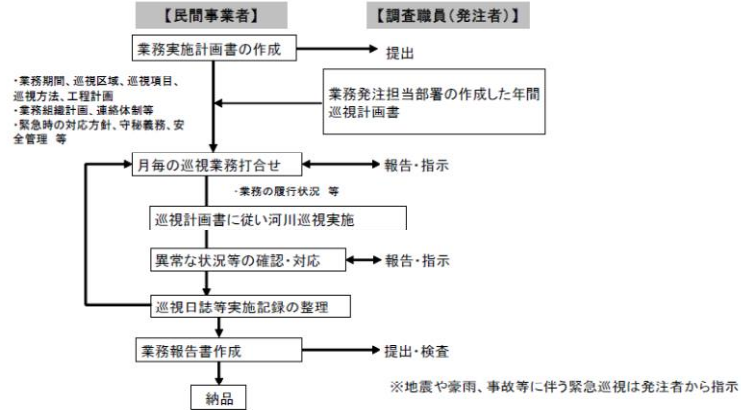 【民間事業者】
【調査職員(発注者)】
業務実施計画書の作成
提出
・業務期間、巡視区域、巡視項目、
巡視方法、工程計画
・業務組織計画、連絡体制等
・緊急時の対応方針、守秘義務、安
全管理 等
業務発注担当部署の作成した年間
巡視計画書
月毎の巡視業務打合せ
報告・指示
・業務の履行状況 等
巡視計画書に従い河川巡視実施
異常な状況等の確認・対応
報告・指示
巡視日誌等実施記録の整理
業務報告書作成
提出・検査
納品
※地震や豪雨、事故等に伴う緊急巡視は発注者から指示